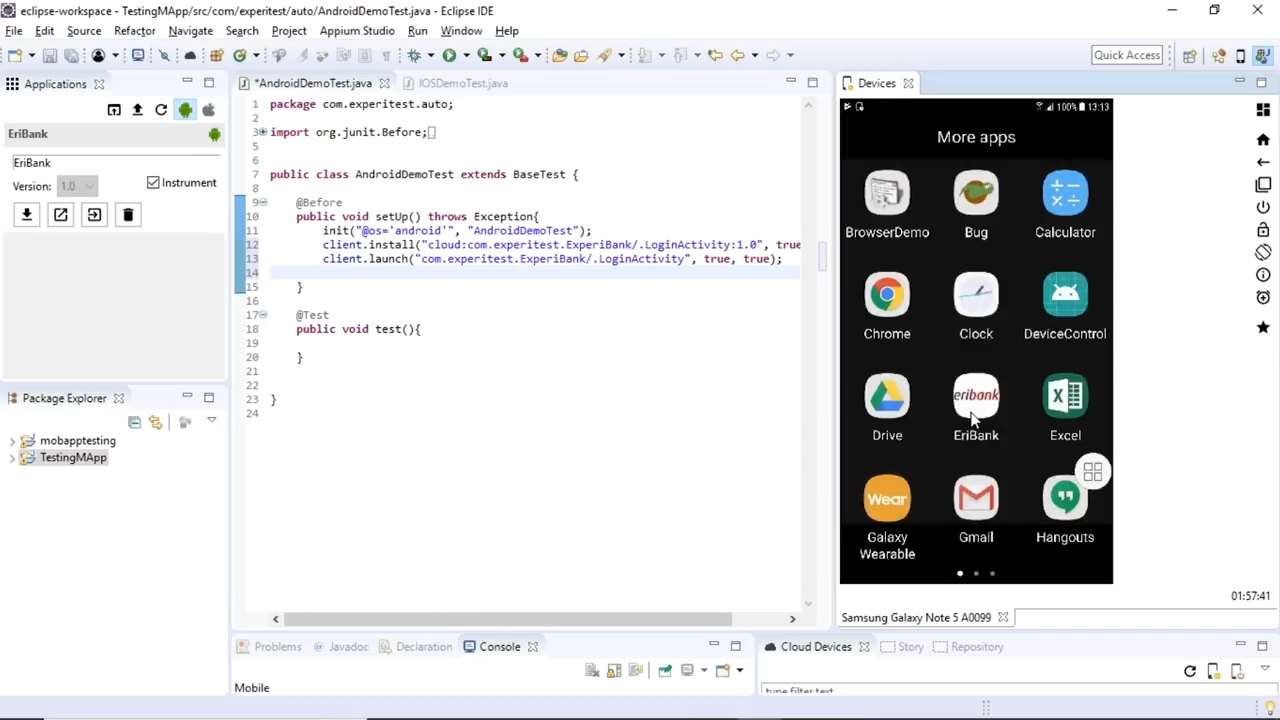 eclipse-workspace - TestingMApp/src/com/experitest/auto/AndroidDemoTest.java - Eclipse IDE
File Edit Source Refactor Navigate Search Project Appium Studio Run Window Help
Quick Access
Applications
EriBank
EriBank
Version: 1.0 Instrument
Package Explorer
mobapptesting
TestingMApp
*AndroidDemoTest.java IOSDemoTest.java
1 package com.experitest.auto;
2
3 import org.junit.Before;
5
6
7 public class AndroidDemoTest extends BaseTest {
8
9 @Before
10 public void setUp() throws Exception{
11 init("@os='android'", "AndroidDemoTest");
12 client.install("cloud:com.experitest.ExperiBank/.LoginActivity:1.0", true
13 client.launch("com.experitest.ExperiBank/.LoginActivity", true, true);
14
15 }
16
17 @Test
18 public void test(){
19
20 }
21
22
23 }
24
Problems Javadoc Declaration Console
Mobile
Devices
100% 13:13
More apps
BrowserDemo Bug Calculator
Chrome Clock DeviceControl
eribank
Drive EriBank Excel
Wear
Galaxy Wearable Gmail Hangouts
01:57:41
Samsung Galaxy Note 5 A0099
Cloud Devices Story Repository
type filter text